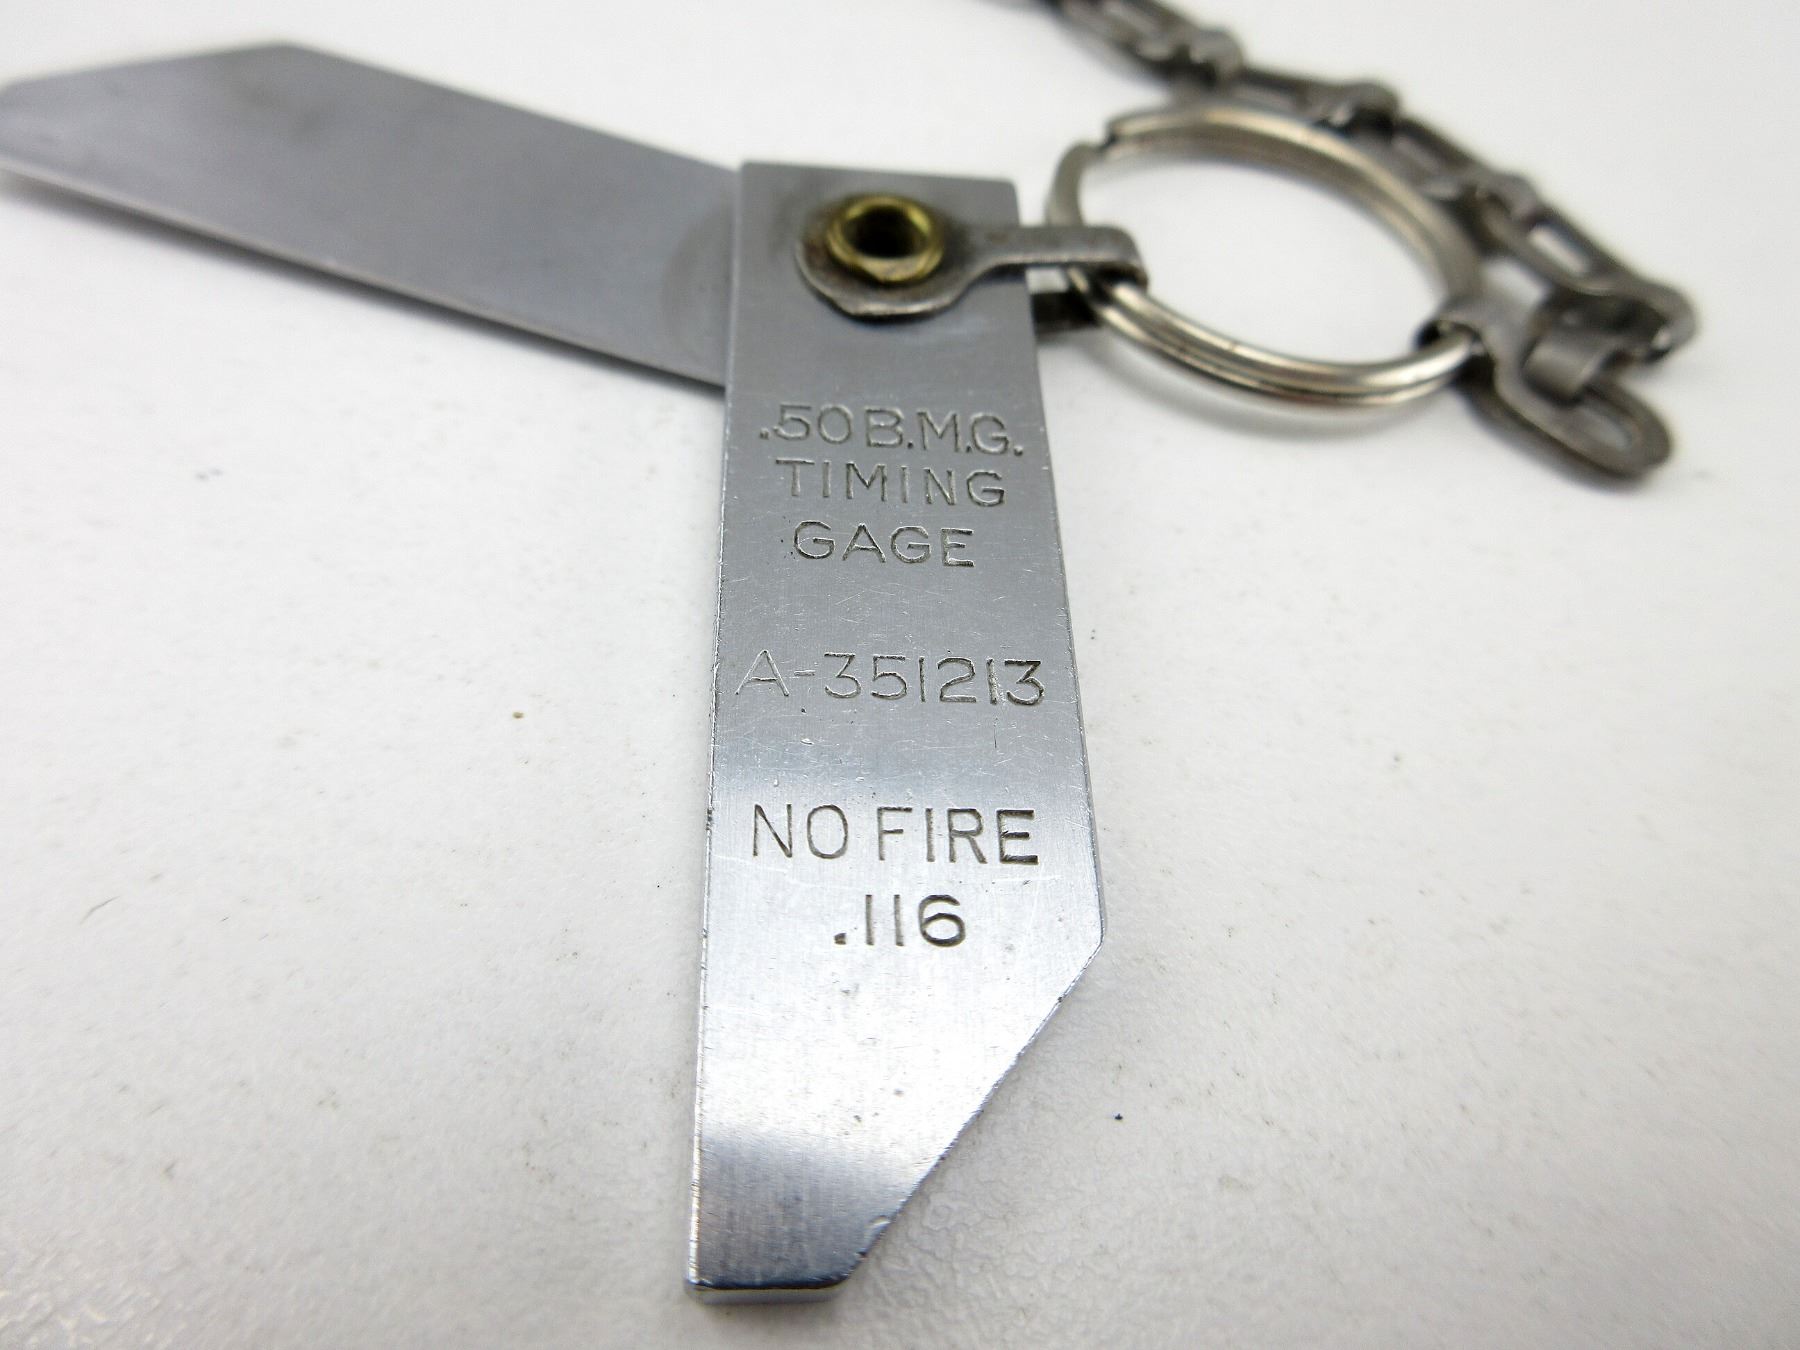 .50 B.M.G.
TIMING
GAGE
A-351213
NO FIRE
.116